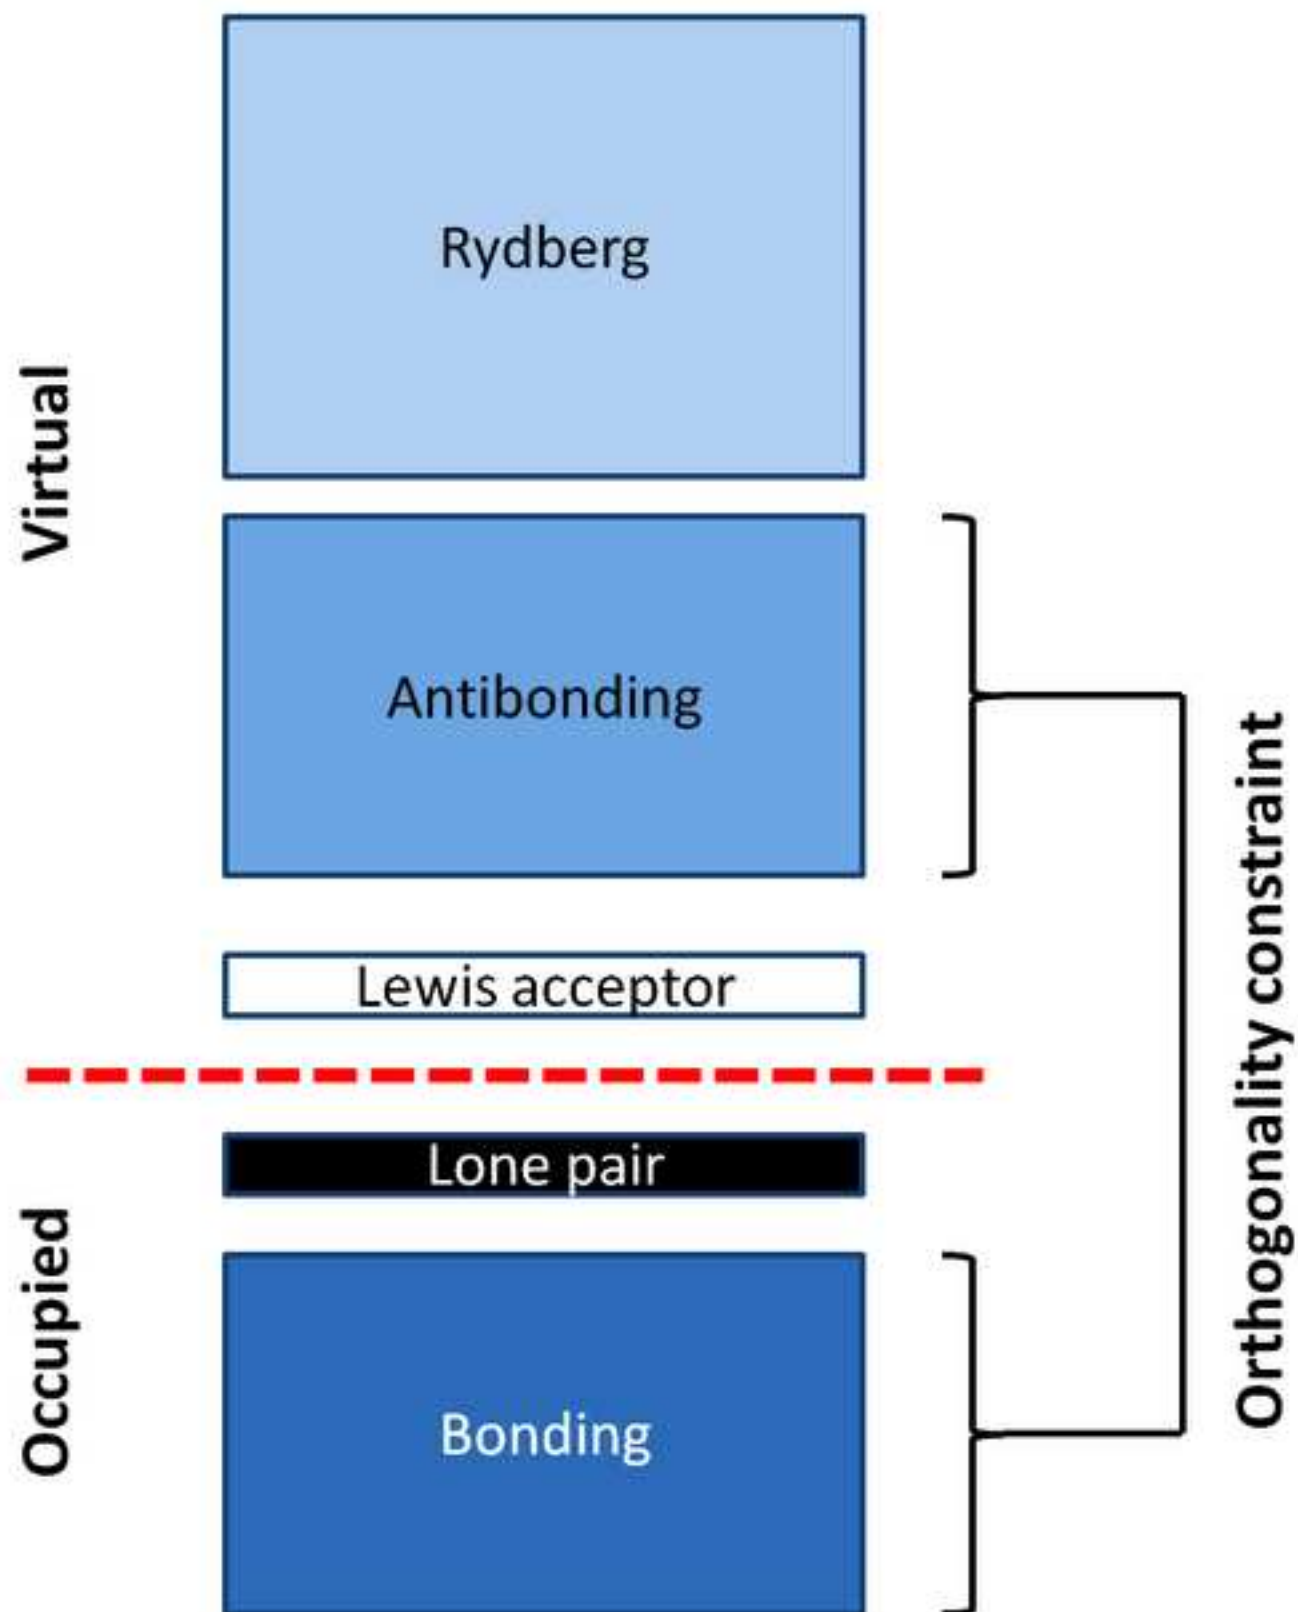 Virtual
Rydberg
Antibonding
Lewis acceptor
Orthogonality constraint
Occupied
Lone pair
Bonding